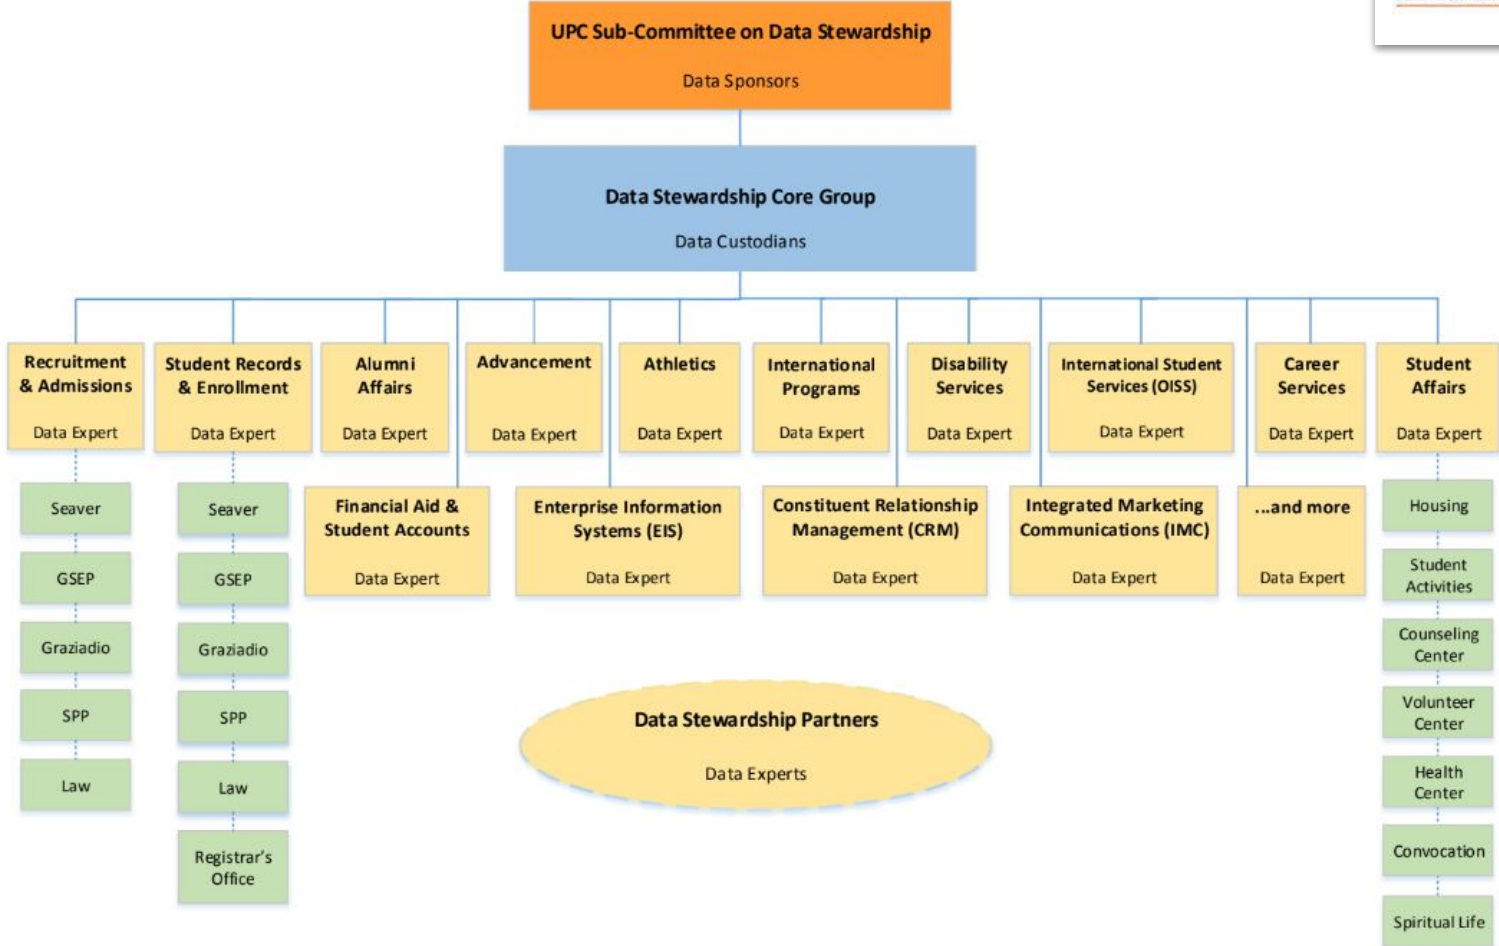 UPC Sub-Committee on Data Stewardship
Data Sponsors
Data Stewardship Core Group
Data Custodians
Recruitment
& Admissions
Data Expert
Student Records
& Enrollment
Data Expert
Alumni
Affairs
Data Expert
Advancement
Data Expert
Athletics
Data Expert
International
Programs
Data Expert
Disability
Services
Data Expert
International Student
Services (OISS)
Data Expert
Career
Services
Data Expert
Student
Affairs
Data Expert
Financial Aid &
Student Accounts
Data Expert
Enterprise Information
Systems (EIS)
Data Expert
Constituent Relationship
Management (CRM)
Data Expert
Integrated Marketing
Communications (IMC)
Data Expert
...and more
Data Expert
Seaver
GSEP
Graziadio
SPP
Law
Seaver
GSEP
Graziadio
SPP
Law
Registrar's
Office
Housing
Student
Activities
Counseling
Center
Volunteer
Center
Health
Center
Convocation
Spiritual Life
Data Stewardship Partners
Data Experts